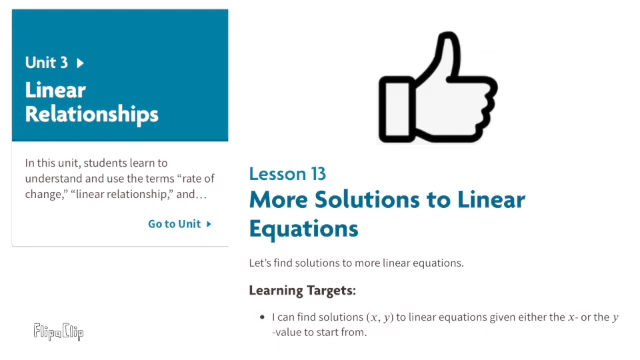 Unit 3
Linear
Relationships
In this unit, students learn to
understand and use the terms “rate of
change,” “linear relationship,” and…
Go to Unit
Lesson 13
More Solutions to Linear
Equations
Let’s find solutions to more linear equations.
Learning Targets:
• I can find solutions (x, y) to linear equations given either the x- or the y
-value to start from.
FlipaClip